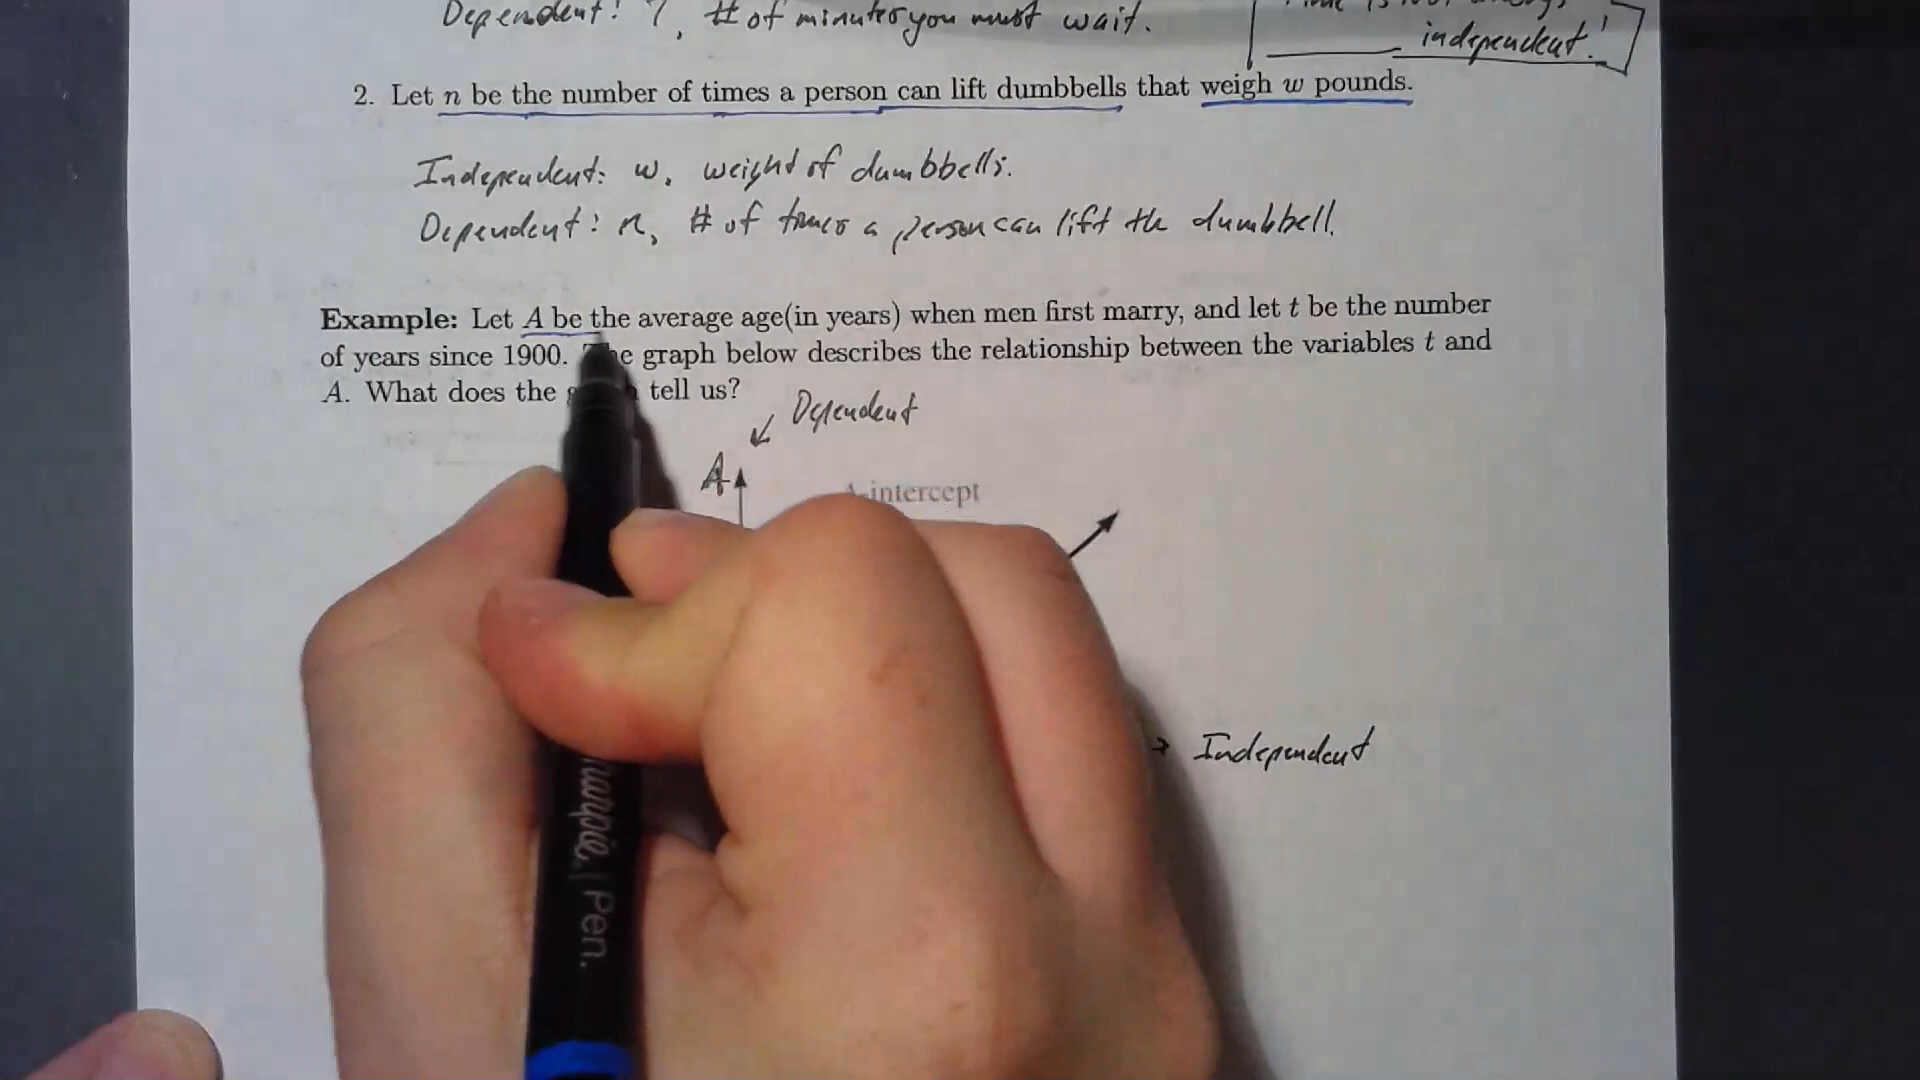 Dependent: T, # of minutes you must wait.
independent!
2. Let n be the number of times a person can lift dumbbells that weigh w pounds.
Independent: w, weight of dumbbells.
Dependent: n, # of times a person can lift the dumbbell.
Example: Let A be the average age(in years) when men first marry, and let t be the number
of years since 1900. The graph below describes the relationship between the variables t and
A. What does the tell us?
Dependent
A
-intercept
Independent
Sharpie | Pen.